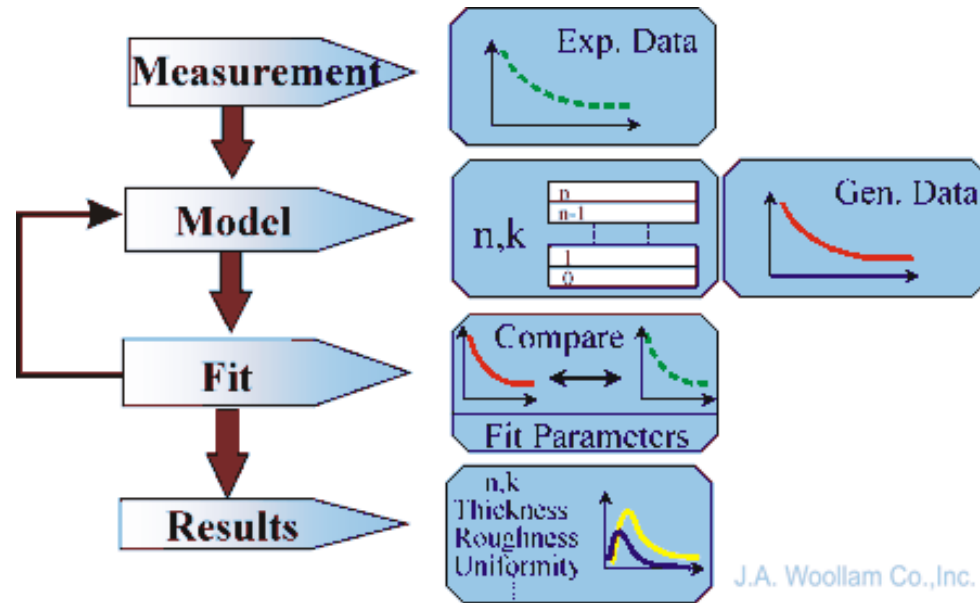 Measurement
Exp. Data
Model
n,k
n
n-1
1
0
Gen. Data
Fit
Compare
Fit Parameters
Results
n,k
Thickness
Roughness
Uniformity
J.A. Woollam Co.,Inc.